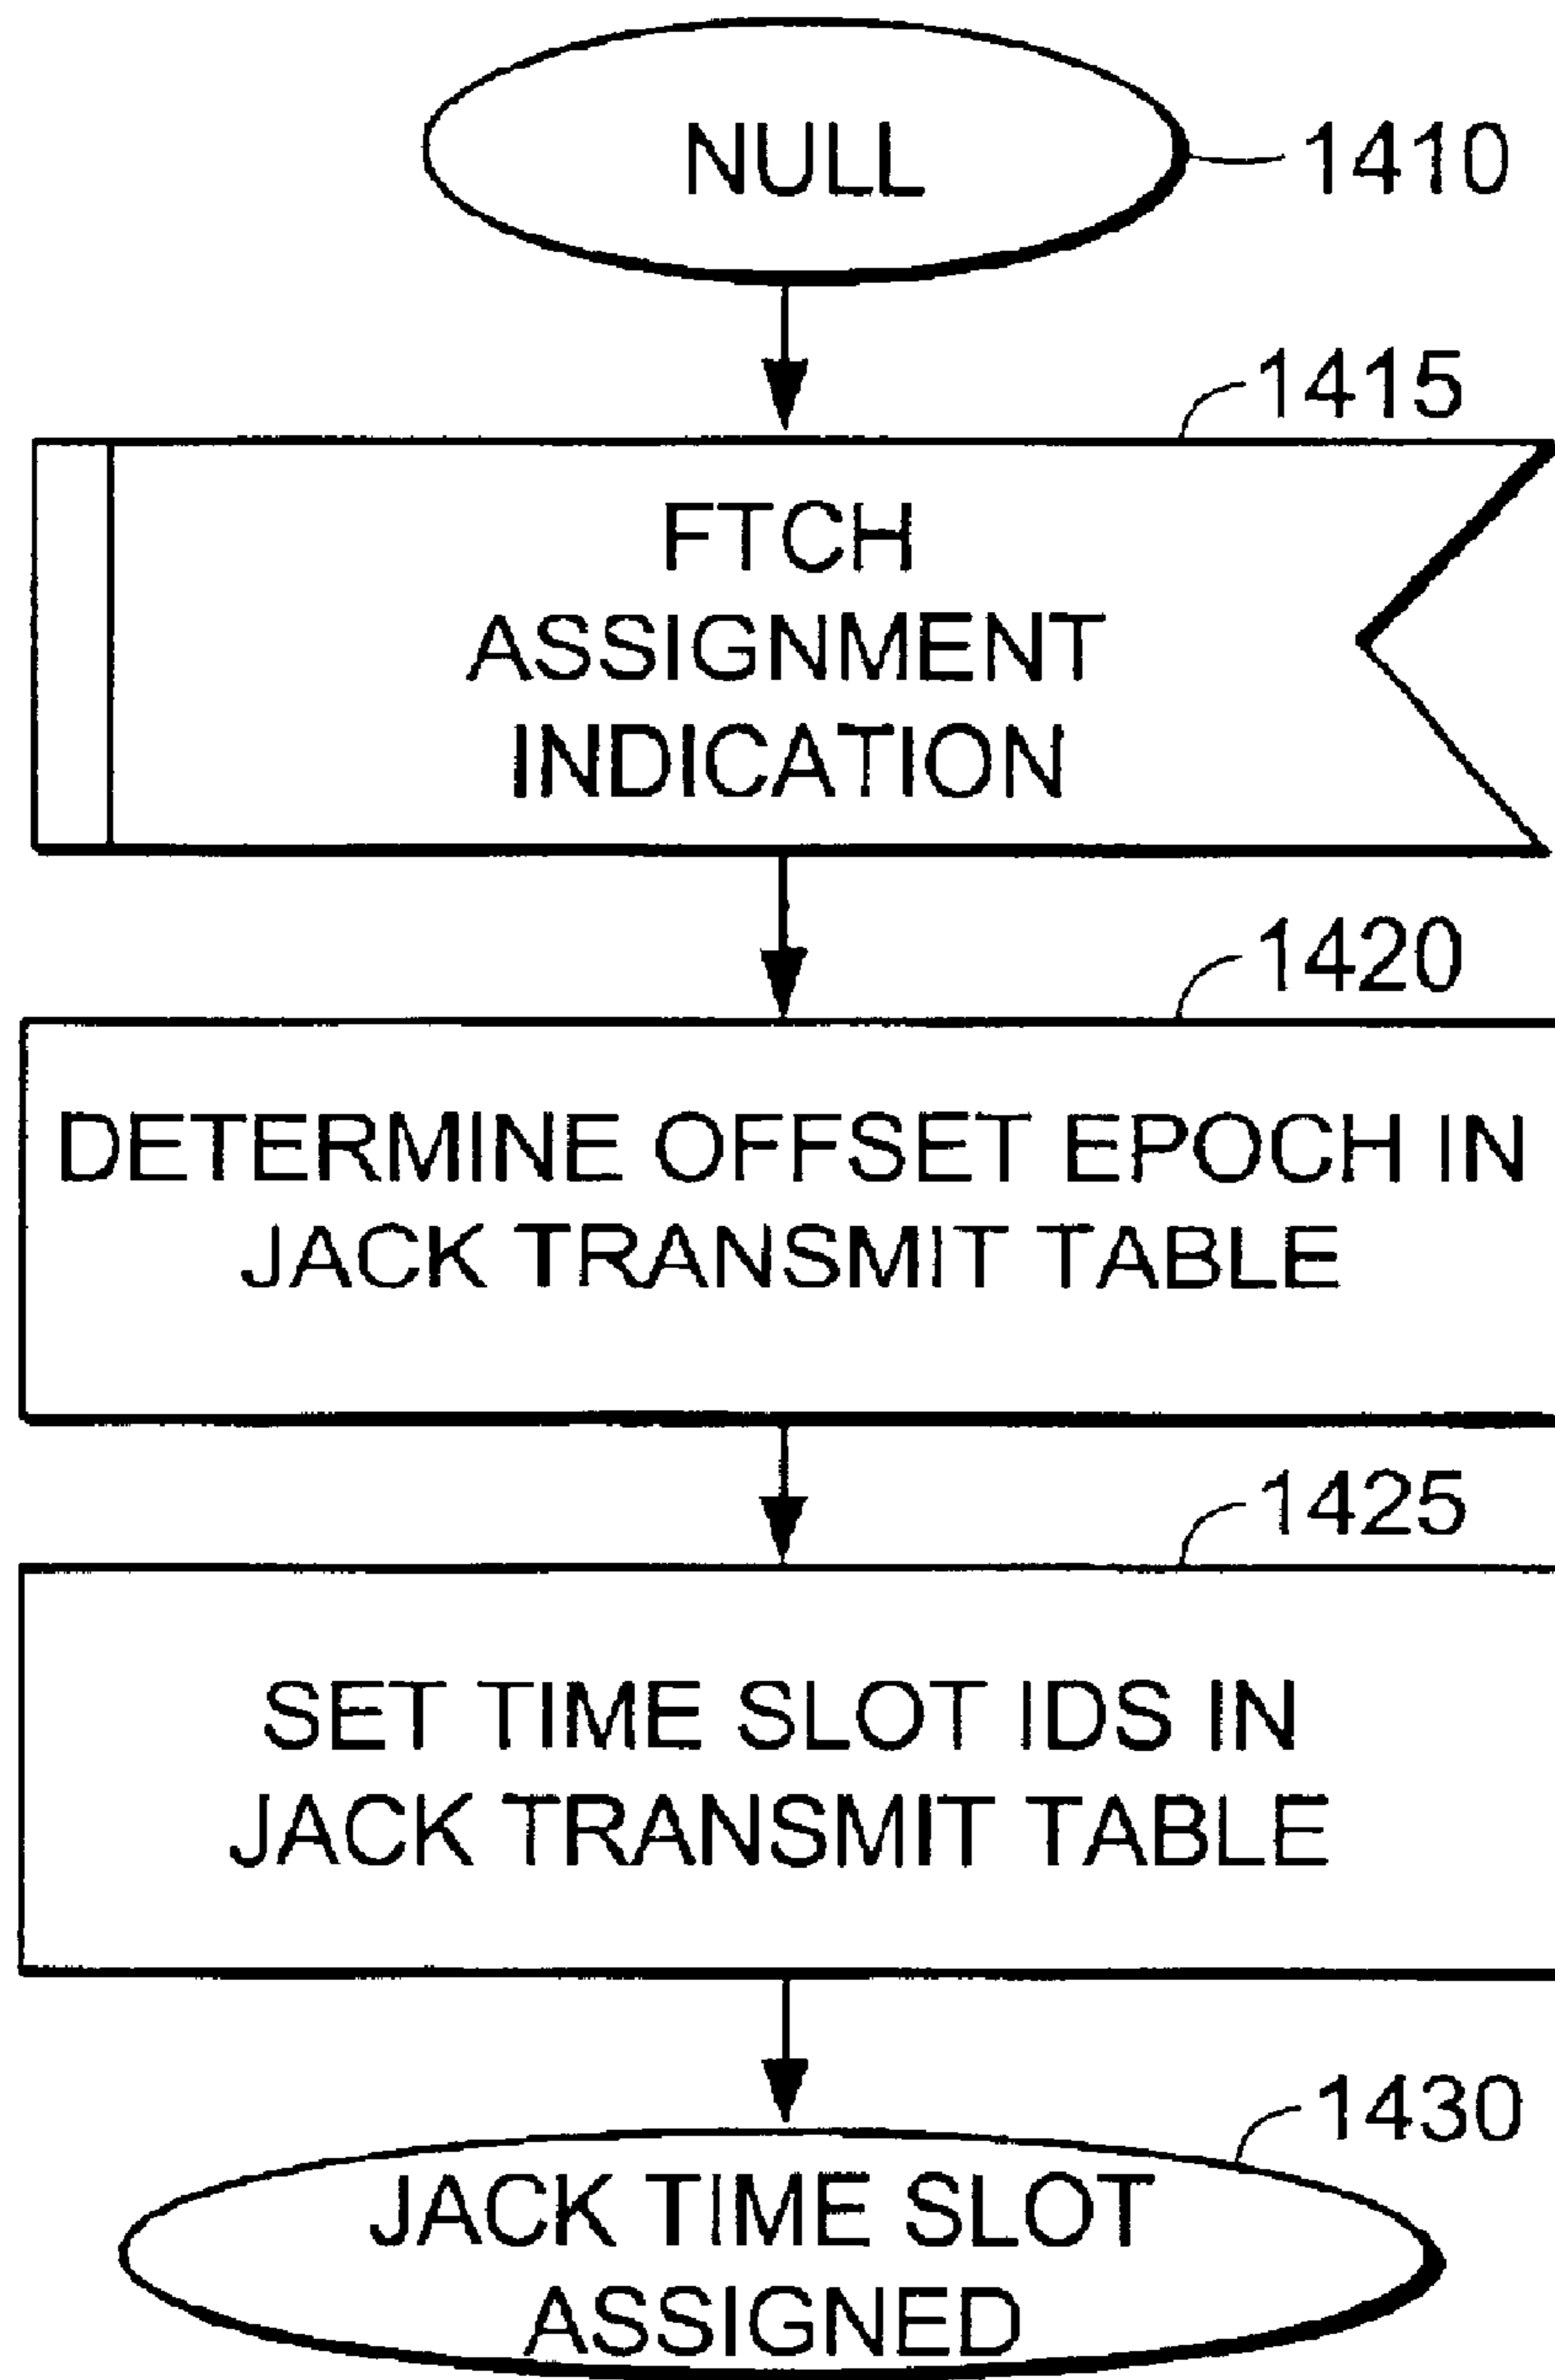 NULL
1410
1415
FTCH
ASSIGNMENT
INDICATION
1420
DETERMINE OFFSET EPOCH IN
JACK TRANSMIT TABLE
1425
SET TIME SLOT IDS IN
JACK TRANSMIT TABLE
1430
JACK TIME SLOT
ASSIGNED